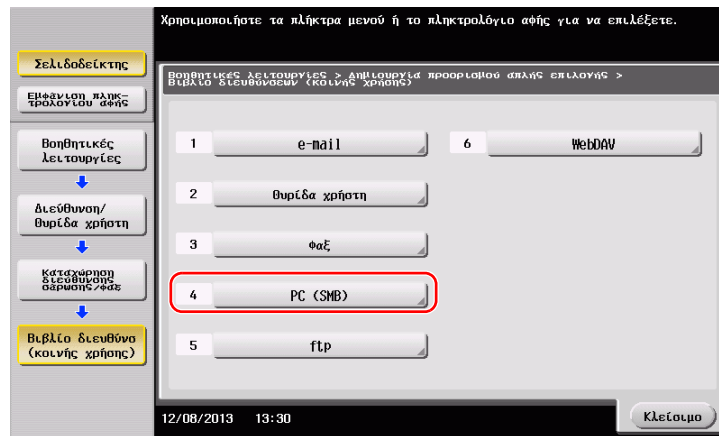 Χρησιμοποιήστε τα πλήκτρα μενού ή το πληκτρολόγιο αφής για να επιλέξετε.
Σελιδοδείκτης
Εμφάνιση πληκ-
τρολογίου αφής
Βοηθητικές
λειτουργίες
Διεύθυνση/
θυρίδα χρήστη
Καταχώρηση
διεύθυνσης
σάρωσης/φαξ
Βιβλίο διευθύνσ
(κοινής χρήσης)
Βοηθητικές λειτουργίες > Δημιουργία προορισμού απλής επιλογής >
Βιβλίο διευθύνσεων (κοινής χρήσης)
1 e-mail
2 Θυρίδα χρήστη
3 Φαξ
4 PC (SMB)
5 ftp
6 WebDAV
12/08/2013 13:30
Κλείσιμο